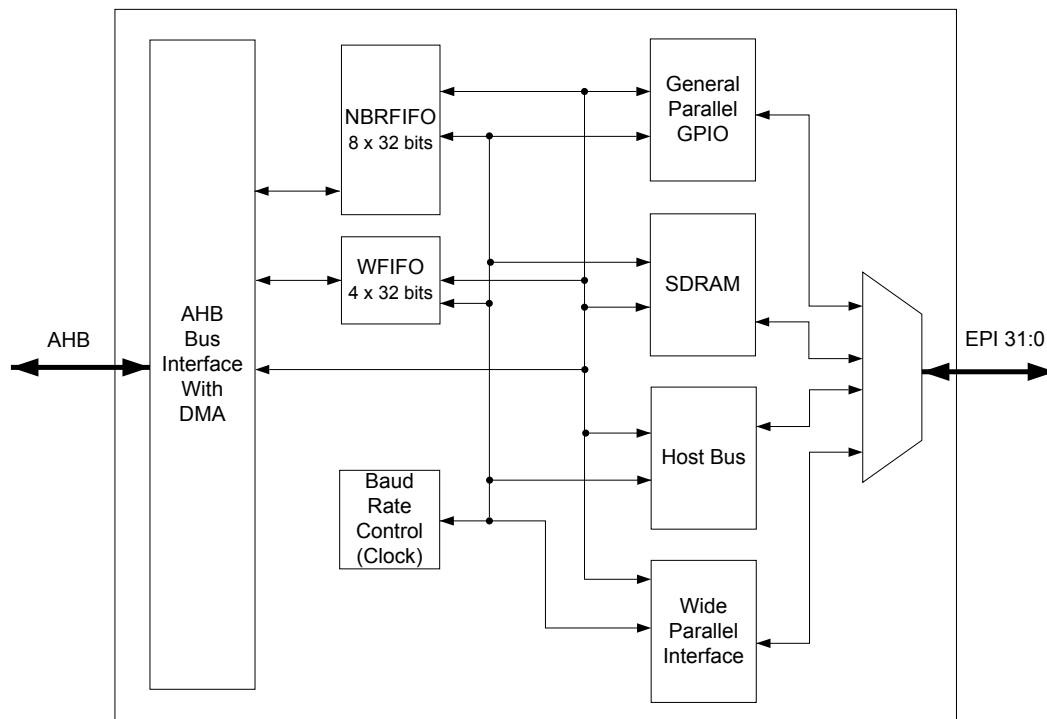 AHB
AHB
Bus
Interface
With
DMA
NBRFIFO
8 x 32 bits
WFIFO
4 x 32 bits
Baud
Rate
Control
(Clock)
General
Parallel
GPIO
SDRAM
Host Bus
Wide
Parallel
Interface
EPI 31:0